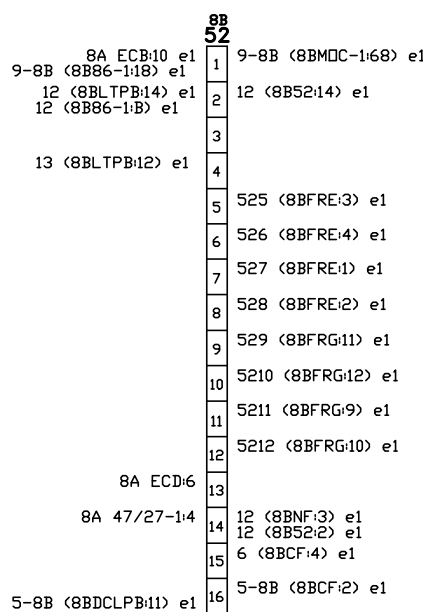 8B
52
8A ECB:10 e1 1 9-8B (8BM□C-1:68) e1
9-8B (8B86-1:18) e1
12 (8BLTPB:14) e1 2 12 (8B52:14) e1
12 (8B86-1:B) e1
3
13 (8BLTPB:12) e1 4
5 525 (8BFRE:3) e1
6 526 (8BFRE:4) e1
7 527 (8BFRE:1) e1
8 528 (8BFRE:2) e1
9 529 (8BFRG:11) e1
10 5210 (8BFRG:12) e1
11 5211 (8BFRG:9) e1
12 5212 (8BFRG:10) e1
8A ECD:6 13
8A 47/27-1:4 14 12 (8BNF:3) e1
12 (8B52:2) e1
15 6 (8BCF:4) e1
16 5-8B (8BCF:2) e1
5-8B (8BDCLPB:11) e1